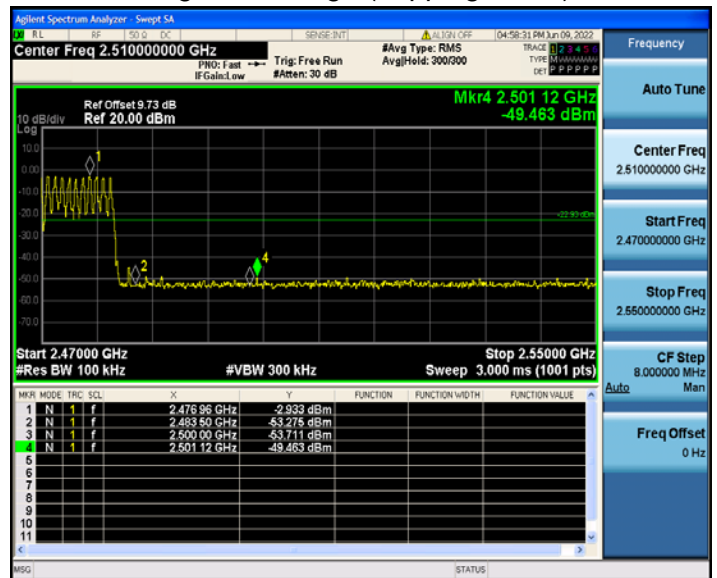 Agilent Spectrum Analyzer - Swept SA
RL RF 50 Ω DC SENSE:INT ALIGN OFF 04:58:31 PM Jun 09, 2022
Center Freq 2.510000000 GHz #Avg Type: RMS TRACE 1 2 3 4 5 6
PNO: Fast Trig: Free Run Avg|Hold: 300/300 TYPE M
IFGain:Low #Atten: 30 dB DET P P P P P P
Mkr4 2.501 12 GHz
-49.463 dBm
Ref Offset 9.73 dB
10 dB/div Ref 20.00 dBm
Log
10.0
0.00
-10.0
-20.0
-30.0
-40.0
-50.0
-60.0
-70.0
1
2
4
-22.93 dBm
Start 2.47000 GHz Stop 2.55000 GHz
#Res BW 100 kHz #VBW 300 kHz Sweep 3.000 ms (1001 pts)
MKR MODE TRC SCL X Y FUNCTION FUNCTION WIDTH FUNCTION VALUE
1 N 1 f 2.476 96 GHz -2.933 dBm
2 N 1 f 2.483 50 GHz -53.275 dBm
3 N 1 f 2.500 00 GHz -53.711 dBm
4 N 1 f 2.501 12 GHz -49.463 dBm
5
6
7
8
9
10
11
MSG STATUS
Frequency
Auto Tune
Center Freq
2.510000000 GHz
Start Freq
2.470000000 GHz
Stop Freq
2.550000000 GHz
CF Step
8.000000 MHz
Auto Man
Freq Offset
0 Hz